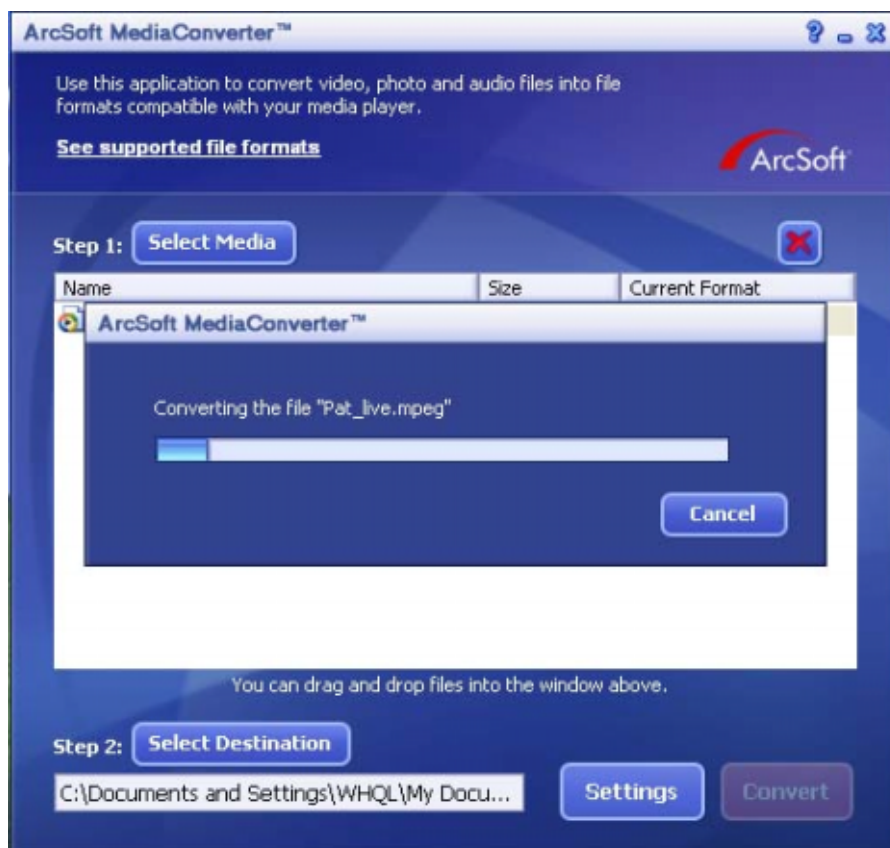 ArcSoft MediaConverter™
Use this application to convert video, photo and audio files into file
formats compatible with your media player.
See supported file formats
ArcSoft
Step 1: Select Media
Name Size Current Format
ArcSoft MediaConverter™
Converting the file "Pat_live.mpeg"
Cancel
You can drag and drop files into the window above.
Step 2: Select Destination
C:\Documents and Settings\WHQL\My Docu...
Settings
Convert